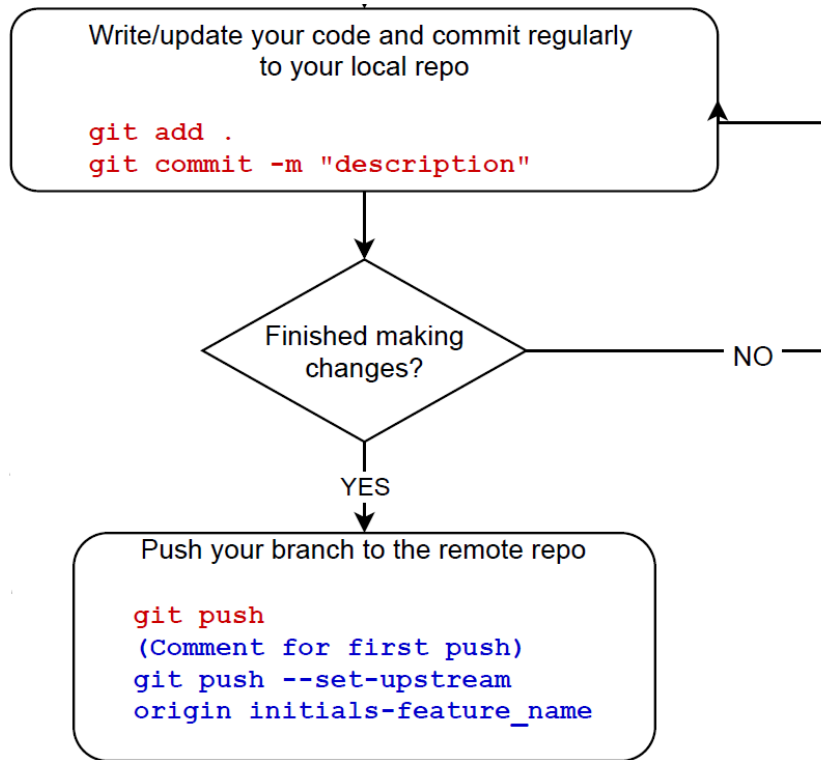 Write/update your code and commit regularly
to your local repo
git add .
git commit -m "description"
Finished making
changes?
NO
YES
Push your branch to the remote repo
git push
(Comment for first push)
git push --set-upstream
origin initials-feature_name